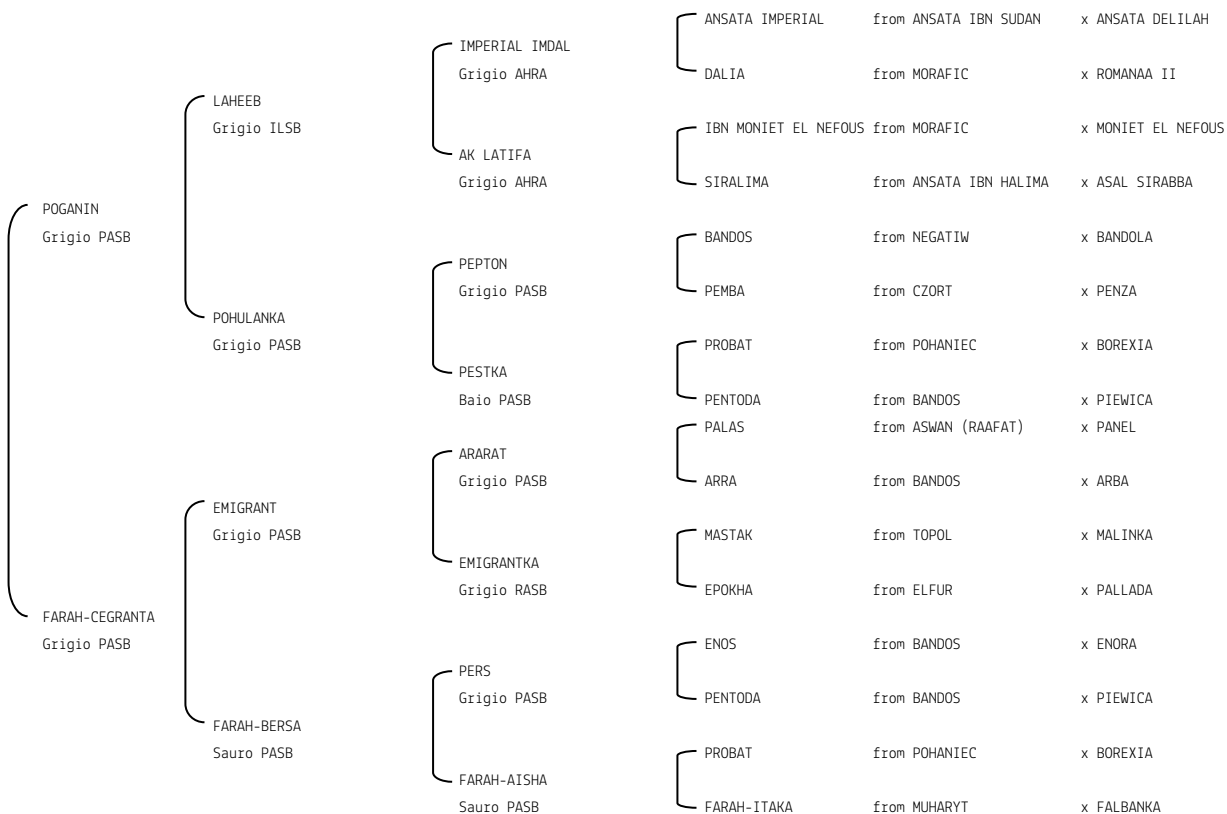 ANSATA IMPERIAL from ANSATA IBN SUDAN x ANSATA DELILAH
IMPERIAL IMDAL
Grigio AHRA DALIA from MORAFIC x ROMANAA II
LAHEEB
Grigio ILSB IBN MONIET EL NEFOUS from MORAFIC x MONIET EL NEFOUS
AK LATIFA
Grigio AHRA SIRALIMA from ANSATA IBN HALIMA x ASAL SIRABBA
POGANIN
Grigio PASB BANDOS from NEGATIW x BANDOLA
PEPTON
Grigio PASB PEMBA from CZORT x PENZA
POHULANKA
Grigio PASB PROBAT from POHANIEC x BOREXIA
PESTKA
Baio PASB PENTODA from BANDOS x PIEWICA
PALAS from ASWAN (RAAFAT) x PANEL
ARARAT
Grigio PASB ARRA from BANDOS x ARBA
EMIGRANT
Grigio PASB MASTAK from TOPOL x MALINKA
EMIGRANTKA
Grigio RASB EPOKHA from ELFUR x PALLADA
FARAH-CEGRANTA
Grigio PASB ENOS from BANDOS x ENORA
PERS
Grigio PASB PENTODA from BANDOS x PIEWICA
FARAH-BERSA
Sauro PASB PROBAT from POHANIEC x BOREXIA
FARAH-AISHA
Sauro PASB FARAH-ITAKA from MUHARYT x FALBANKA